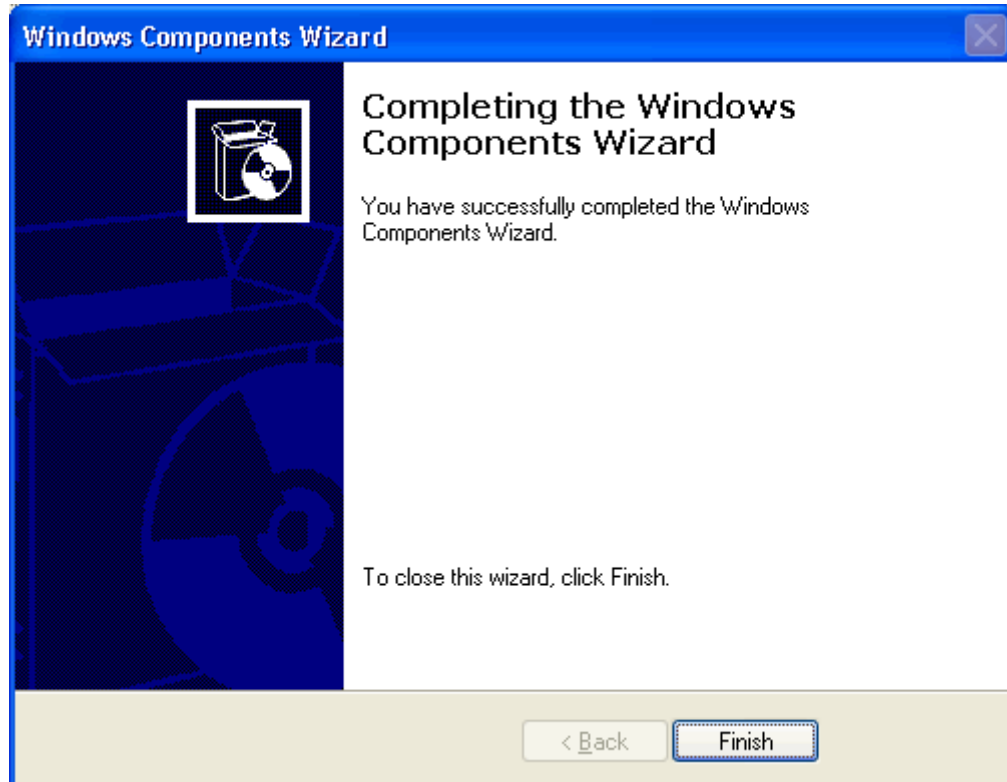 Windows Components Wizard
Completing the Windows
Components Wizard
You have successfully completed the Windows
Components Wizard.
To close this wizard, click Finish.
< Back
Finish